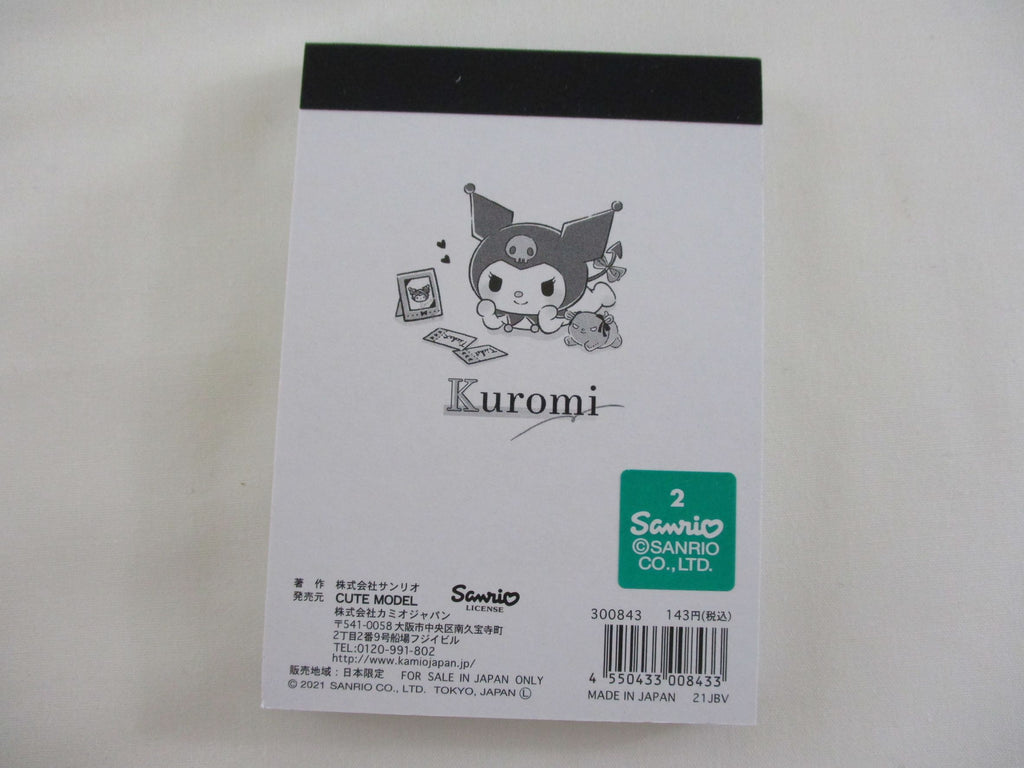 Kuromi
2
Sanrio
©SANRIO
CO.,LTD.
著 作 株式会社サンリオ
発売元 CUTE MODEL
株式会社カミオジャパン
〒541-0058 大阪市中央区南久宝寺町
2丁目2番9号船場フジイビル
TEL:0120-991-802
http://www.kamiojapan.jp/
販売地域：日本限定 FOR SALE IN JAPAN ONLY
© 2021 SANRIO CO., LTD. TOKYO, JAPAN Ⓛ
Sanrio
LICENSE
300843 143円(税込)
4 550433 008433
MADE IN JAPAN 21JBV